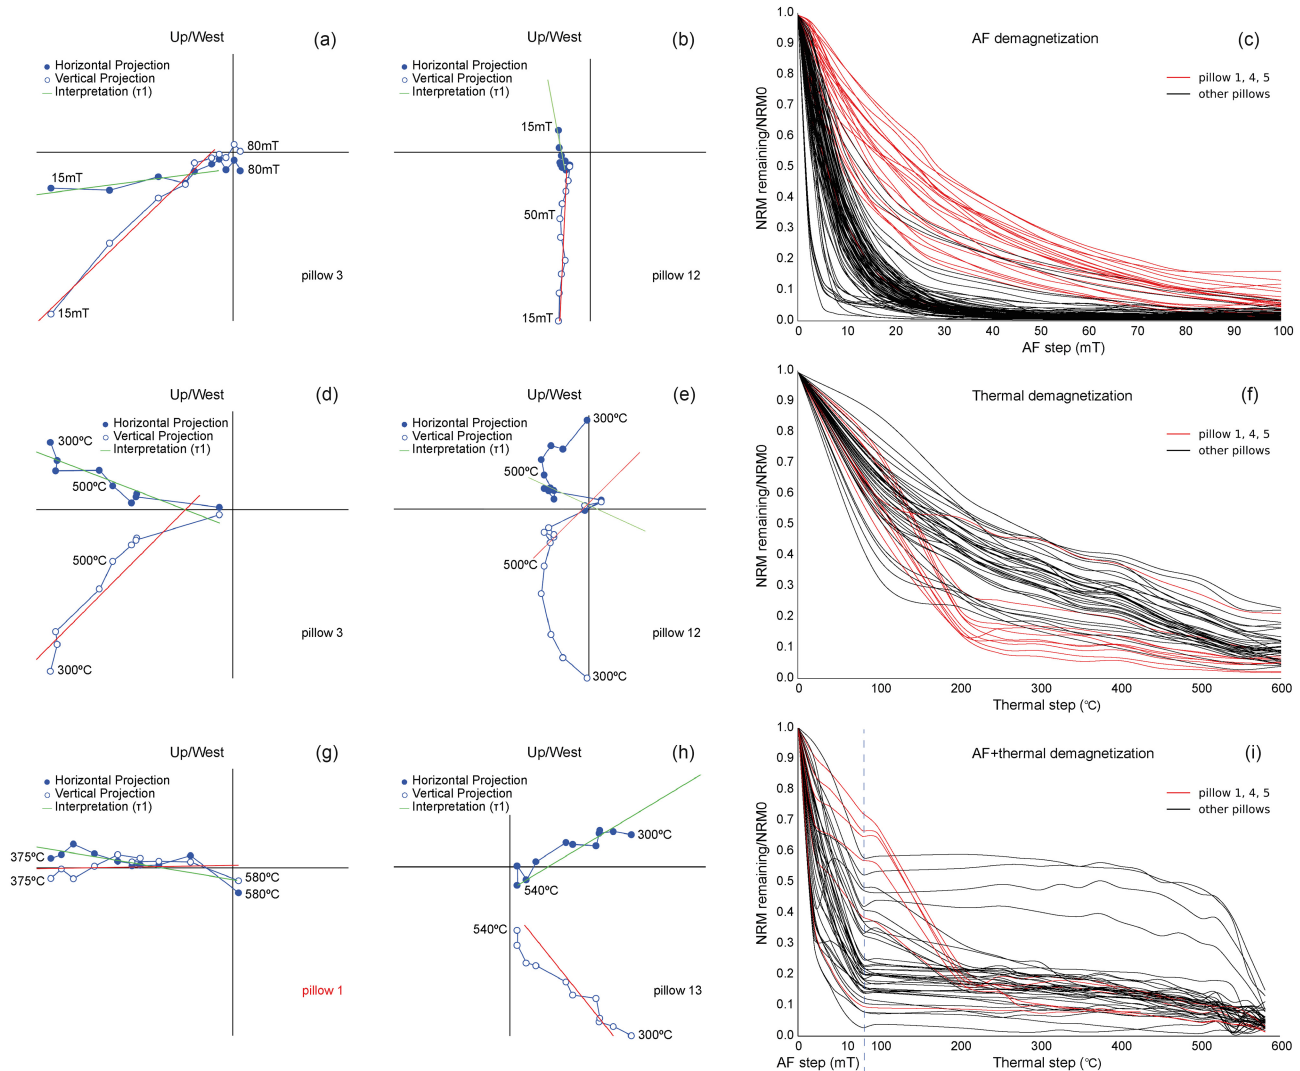 Up/West
(a)
Horizontal Projection
Vertical Projection
Interpretation (τ1)
80mT
80mT
15mT
15mT
pillow 3
Up/West
(b)
Horizontal Projection
Vertical Projection
Interpretation (τ1)
15mT
50mT
15mT
pillow 12
AF demagnetization
(c)
pillow 1, 4, 5
other pillows
NRM remaining/NRM0
1.0
0.9
0.8
0.7
0.6
0.5
0.4
0.3
0.2
0.1
0.0
0 10 20 30 40 50 60 70 80 90 100
AF step (mT)
Up/West
(d)
Horizontal Projection
Vertical Projection
Interpretation (τ1)
300ºC
500ºC
500ºC
300ºC
pillow 3
Up/West
(e)
Horizontal Projection
Vertical Projection
Interpretation (τ1)
300ºC
500ºC
500ºC
300ºC
pillow 12
Thermal demagnetization
(f)
pillow 1, 4, 5
other pillows
NRM remaining/NRM0
1.0
0.9
0.8
0.7
0.6
0.5
0.4
0.3
0.2
0.1
0.0
0 100 200 300 400 500 600
Thermal step (℃)
Up/West
(g)
Horizontal Projection
Vertical Projection
Interpretation (τ1)
375ºC
375ºC
580ºC
580ºC
pillow 1
Up/West
(h)
Horizontal Projection
Vertical Projection
Interpretation (τ1)
300ºC
540ºC
540ºC
300ºC
pillow 13
AF+thermal demagnetization
(i)
pillow 1, 4, 5
other pillows
NRM remaining/NRM0
1.0
0.9
0.8
0.7
0.6
0.5
0.4
0.3
0.2
0.1
0.0
0 10 100 200 300 400 500 600
AF step (mT) Thermal step (℃)